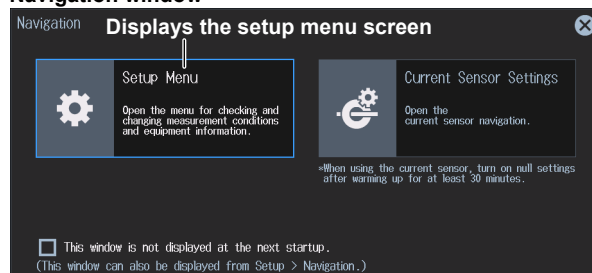 Navigation window
Navigation
Displays the setup menu screen
Setup Menu
Open the menu for checking and
changing measurement conditions
and equipment information.
Current Sensor Settings
Open the
current sensor navigation.
*When using the current sensor, turn on null settings
after warming up for at least 30 minutes.
This window is not displayed at the next startup.
(This window can also be displayed from Setup > Navigation.)